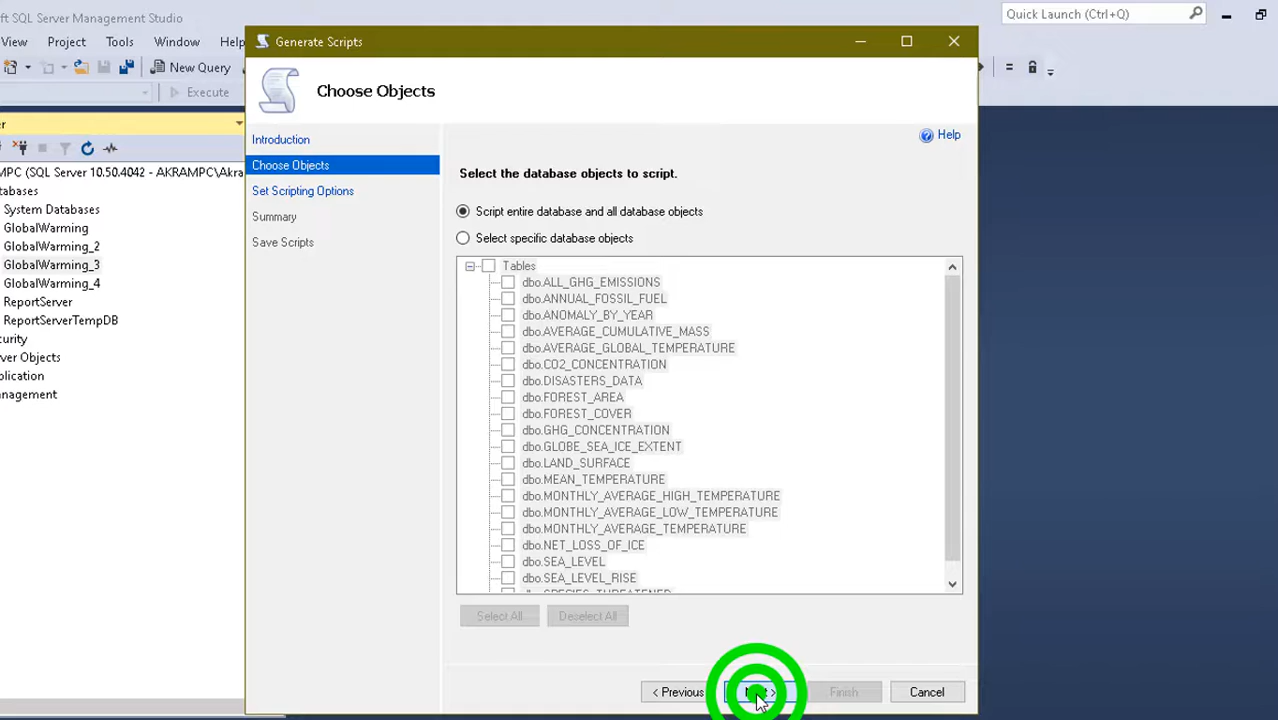 ft SQL Server Management Studio
Quick Launch (Ctrl+Q)
View Project Tools Window Help
New Query
Execute
Generate Scripts
Choose Objects
Introduction
Choose Objects
Set Scripting Options
Summary
Save Scripts
Help
Select the database objects to script.
Script entire database and all database objects
Select specific database objects
Tables
dbo.ALL_GHG_EMISSIONS
dbo.ANNUAL_FOSSIL_FUEL
dbo.ANOMALY_BY_YEAR
dbo.AVERAGE_CUMULATIVE_MASS
dbo.AVERAGE_GLOBAL_TEMPERATURE
dbo.CO2_CONCENTRATION
dbo.DISASTERS_DATA
dbo.FOREST_AREA
dbo.FOREST_COVER
dbo.GHG_CONCENTRATION
dbo.GLOBE_SEA_ICE_EXTENT
dbo.LAND_SURFACE
dbo.MEAN_TEMPERATURE
dbo.MONTHLY_AVERAGE_HIGH_TEMPERATURE
dbo.MONTHLY_AVERAGE_LOW_TEMPERATURE
dbo.MONTHLY_AVERAGE_TEMPERATURE
dbo.NET_LOSS_OF_ICE
dbo.SEA_LEVEL
dbo.SEA_LEVEL_RISE
Select All Deselect All
< Previous Finish Cancel
er
MPC (SQL Server 10.50.4042 - AKRAMPC\Akra
tabases
System Databases
GlobalWarming
GlobalWarming_2
GlobalWarming_3
GlobalWarming_4
ReportServer
ReportServerTempDB
curity
rver Objects
plication
anagement